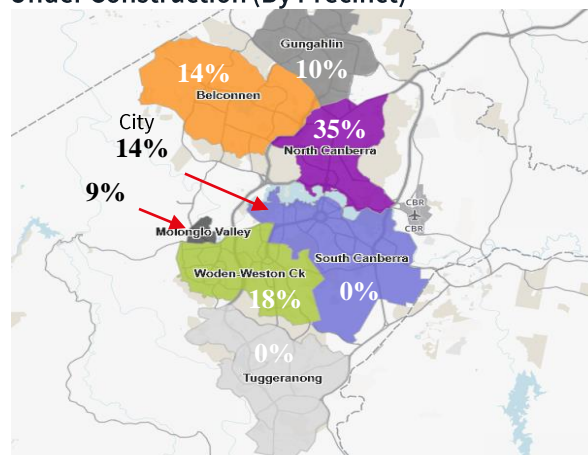 Under Construction (By Precinct)
Gungahlin
10%
14%
Belconnen
City
14%
35%
North Canberra
9%
CBR
CBR
Molonglo Valley
South Canberra
Woden-Weston Ck
0%
18%
0%
Tuggeranong